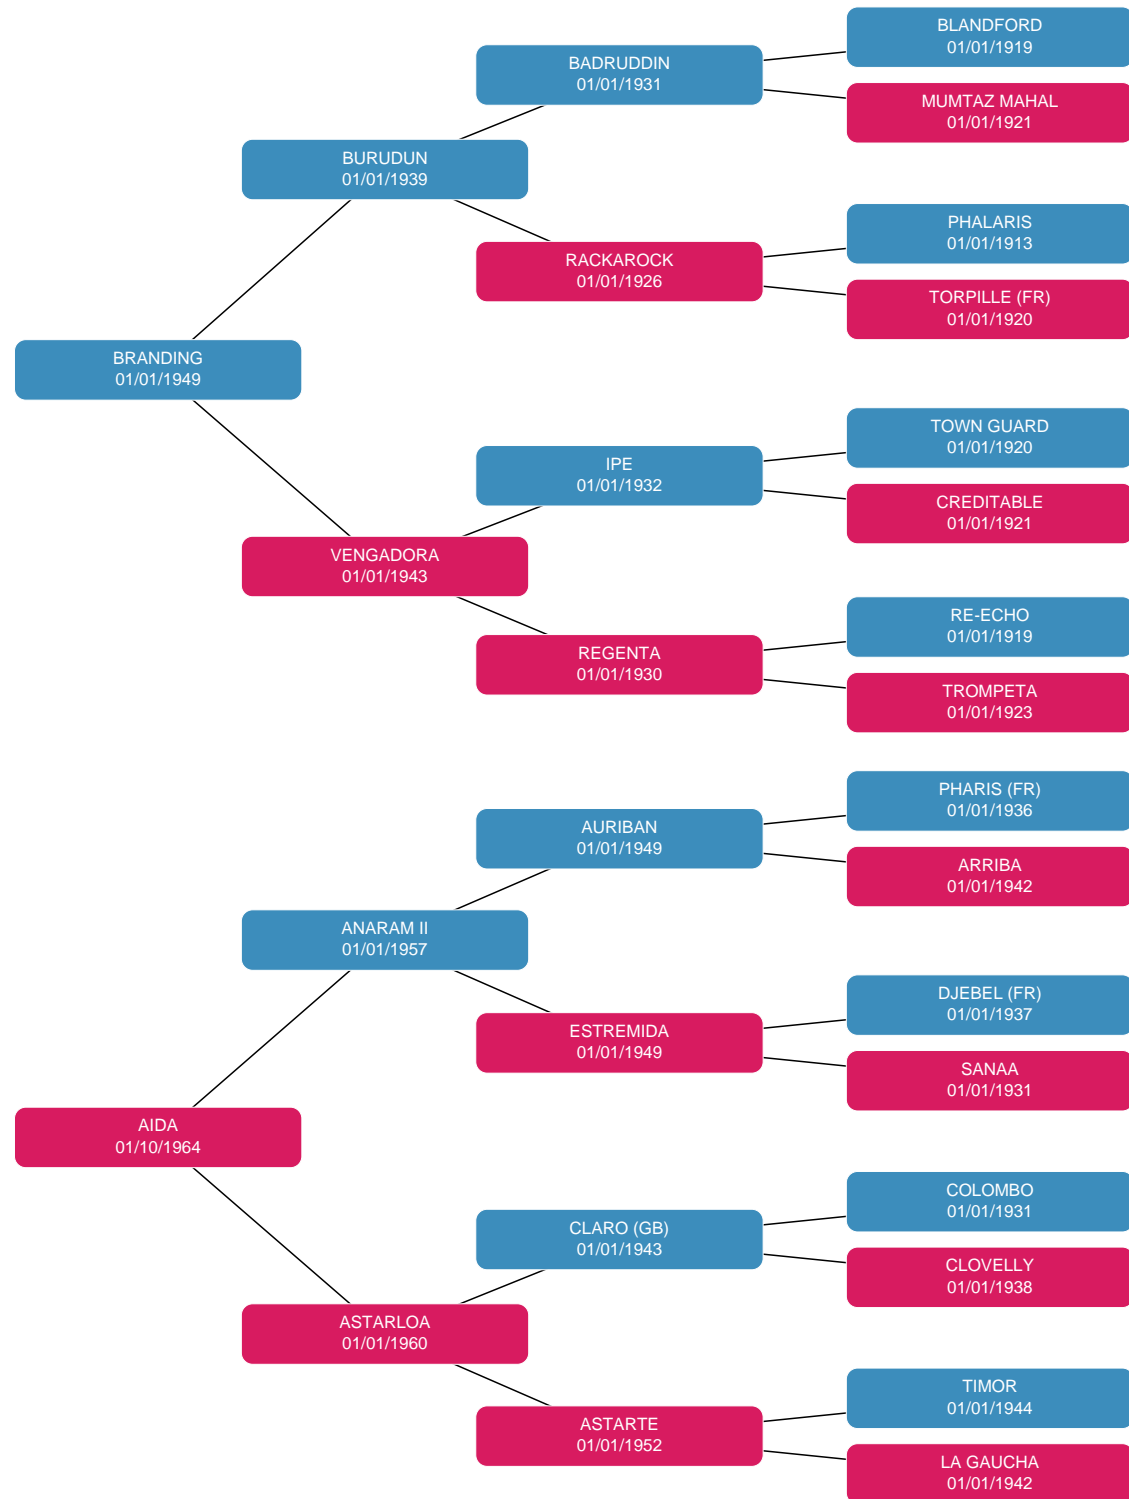 BLANDFORD
01/01/1919
BADRUDDIN
01/01/1931
MUMTAZ MAHAL
01/01/1921
BURUDUN
01/01/1939
PHALARIS
01/01/1913
RACKAROCK
01/01/1926
TORPILLE (FR)
01/01/1920
BRANDING
01/01/1949
TOWN GUARD
01/01/1920
IPE
01/01/1932
CREDITABLE
01/01/1921
VENGADORA
01/01/1943
RE-ECHO
01/01/1919
REGENTA
01/01/1930
TROMPETA
01/01/1923
PHARIS (FR)
01/01/1936
AURIBAN
01/01/1949
ARRIBA
01/01/1942
ANARAM II
01/01/1957
DJEBEL (FR)
01/01/1937
ESTREMIDA
01/01/1949
SANAA
01/01/1931
AIDA
01/10/1964
COLOMBO
01/01/1931
CLARO (GB)
01/01/1943
CLOVELLY
01/01/1938
ASTARLOA
01/01/1960
TIMOR
01/01/1944
ASTARTE
01/01/1952
LA GAUCHA
01/01/1942